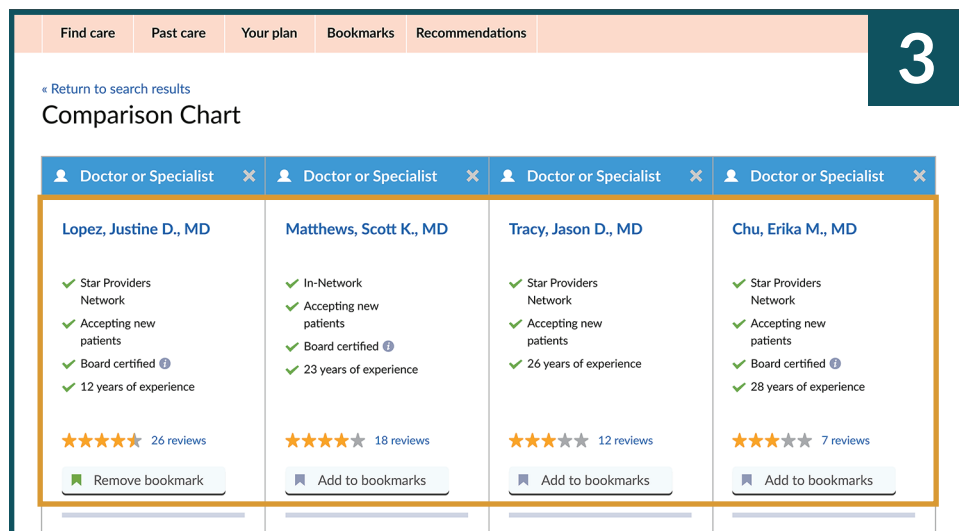 Find care
Past care
Your plan
Bookmarks
Recommendations
3
« Return to search results
Comparison Chart
Doctor or Specialist
Doctor or Specialist
Doctor or Specialist
Doctor or Specialist
Lopez, Justine D., MD
Star Providers
Network
Accepting new
patients
Board certified
12 years of experience
26 reviews
Remove bookmark
Matthews, Scott K., MD
In-Network
Accepting new
patients
Board certified
23 years of experience
18 reviews
Add to bookmarks
Tracy, Jason D., MD
Star Providers
Network
Accepting new
patients
26 years of experience
12 reviews
Add to bookmarks
Chu, Erika M., MD
Star Providers
Network
Accepting new
patients
Board certified
28 years of experience
7 reviews
Add to bookmarks